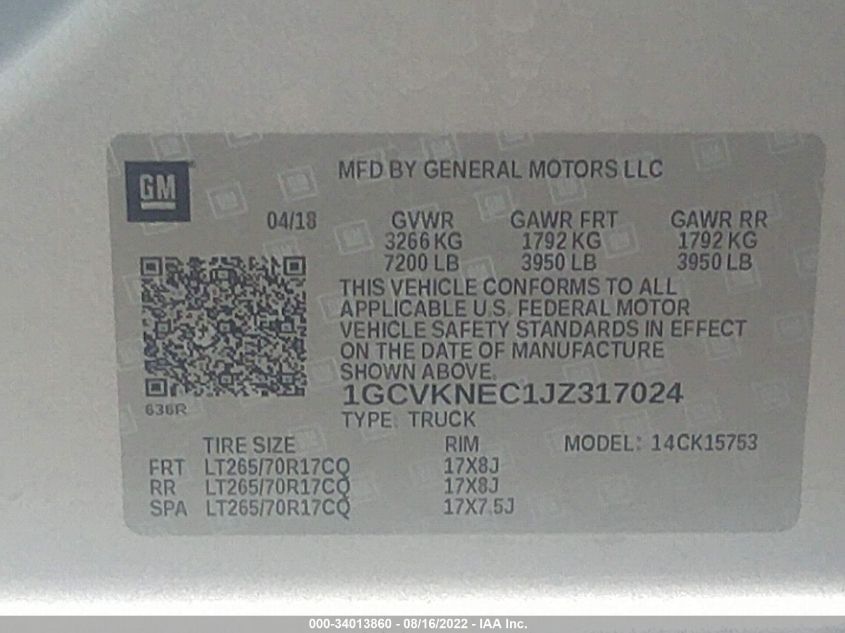 GM
MFD BY GENERAL MOTORS LLC
04/18 GVWR GAWR FRT GAWR RR
3266 KG 1792 KG 1792 KG
7200 LB 3950 LB 3950 LB
THIS VEHICLE CONFORMS TO ALL
APPLICABLE U.S. FEDERAL MOTOR
VEHICLE SAFETY STANDARDS IN EFFECT
ON THE DATE OF MANUFACTURE
SHOWN ABOVE.
1GCVKNEC1JZ317024
636R
TYPE: TRUCK
TIRE SIZE RIM MODEL: 14CK15753
FRT LT265/70R17CQ 17X8J
RR LT265/70R17CQ 17X8J
SPA LT265/70R17CQ 17X7.5J
000-34013860 - 08/16/2022 - IAA Inc.